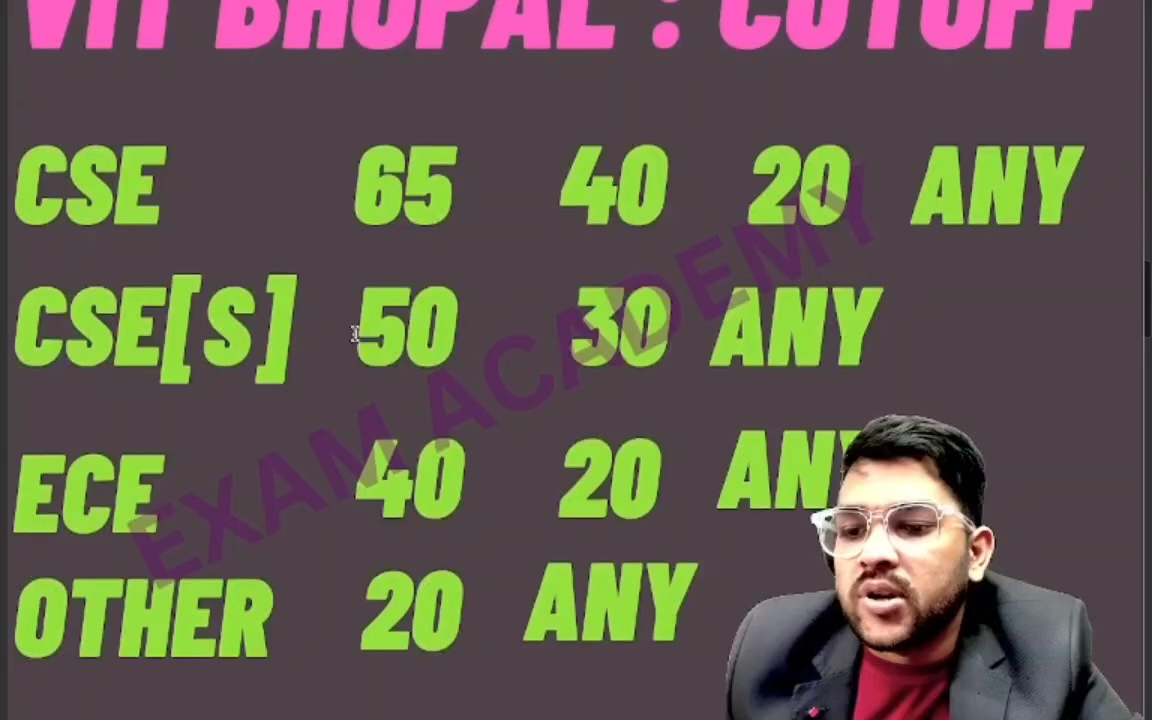 VIT BHOPAL : CUTOFF
CSE 65 40 20 ANY
CSE[S] 50 30 ANY
ECE 40 20 ANY
OTHER 20 ANY
EXAM ACADEMY